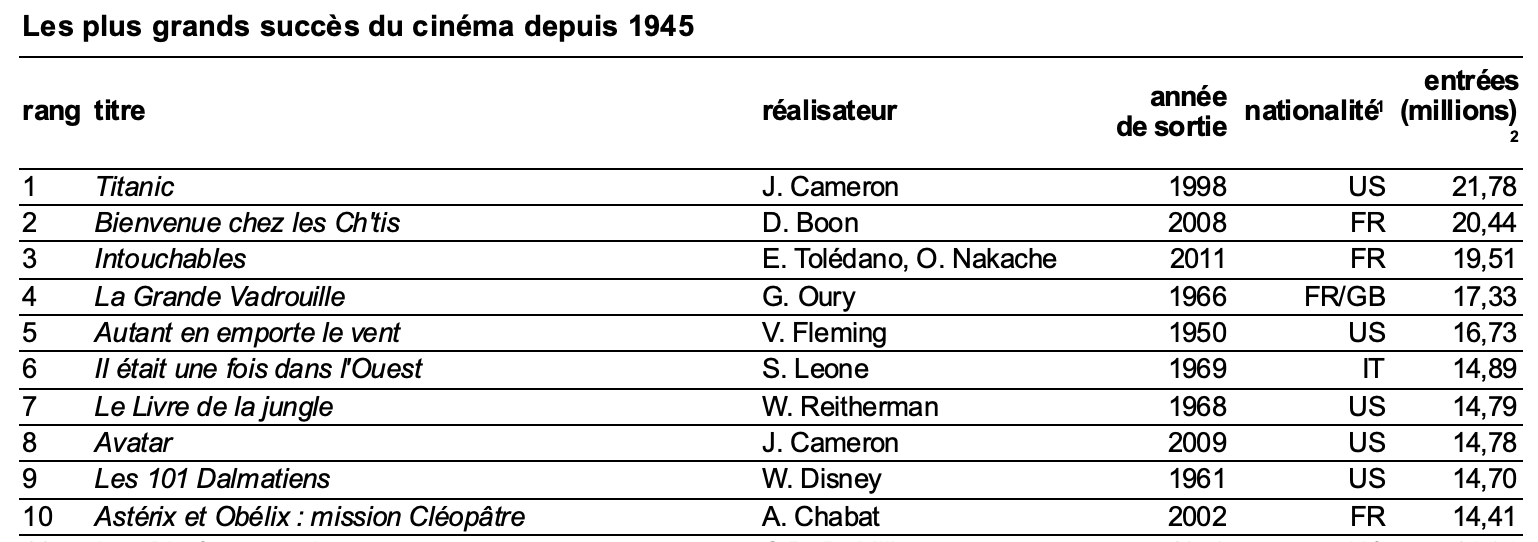 Les plus grands succès du cinéma depuis 1945
rang titre réalisateur année de sortie nationalité¹ entrées (millions) ²
1 Titanic J. Cameron 1998 US 21,78
2 Bienvenue chez les Ch'tis D. Boon 2008 FR 20,44
3 Intouchables E. Tolédano, O. Nakache 2011 FR 19,51
4 La Grande Vadrouille G. Oury 1966 FR/GB 17,33
5 Autant en emporte le vent V. Fleming 1950 US 16,73
6 Il était une fois dans l'Ouest S. Leone 1969 IT 14,89
7 Le Livre de la jungle W. Reitherman 1968 US 14,79
8 Avatar J. Cameron 2009 US 14,78
9 Les 101 Dalmatiens W. Disney 1961 US 14,70
10 Astérix et Obélix : mission Cléopâtre A. Chabat 2002 FR 14,41